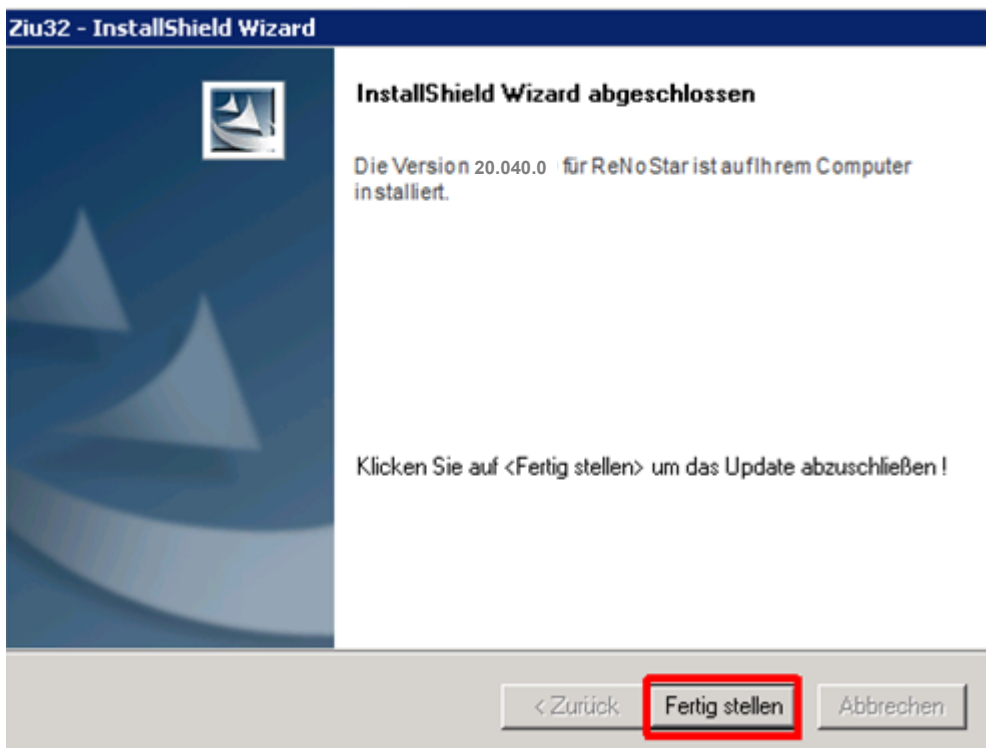 Ziu32 - InstallShield Wizard
InstallShield Wizard abgeschlossen
Die Version 20.040.0 für ReNoStar ist auf Ihrem Computer
installiert.
Klicken Sie auf <Fertig stellen> um das Update abzuschließen !
< Zurück Fertig stellen Abbrechen